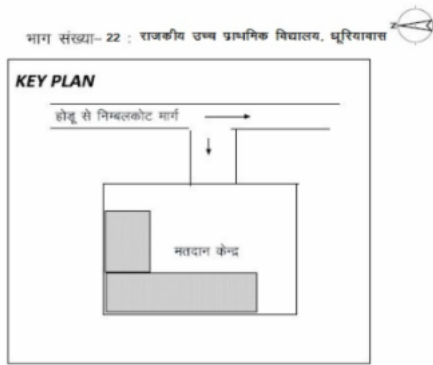 भाग संख्या- 22 : राजकीय उच्च प्राथमिक विद्यालय, धूरियावास
KEY PLAN
होडू से निम्बलकोट मार्ग
मतदान केन्द्र